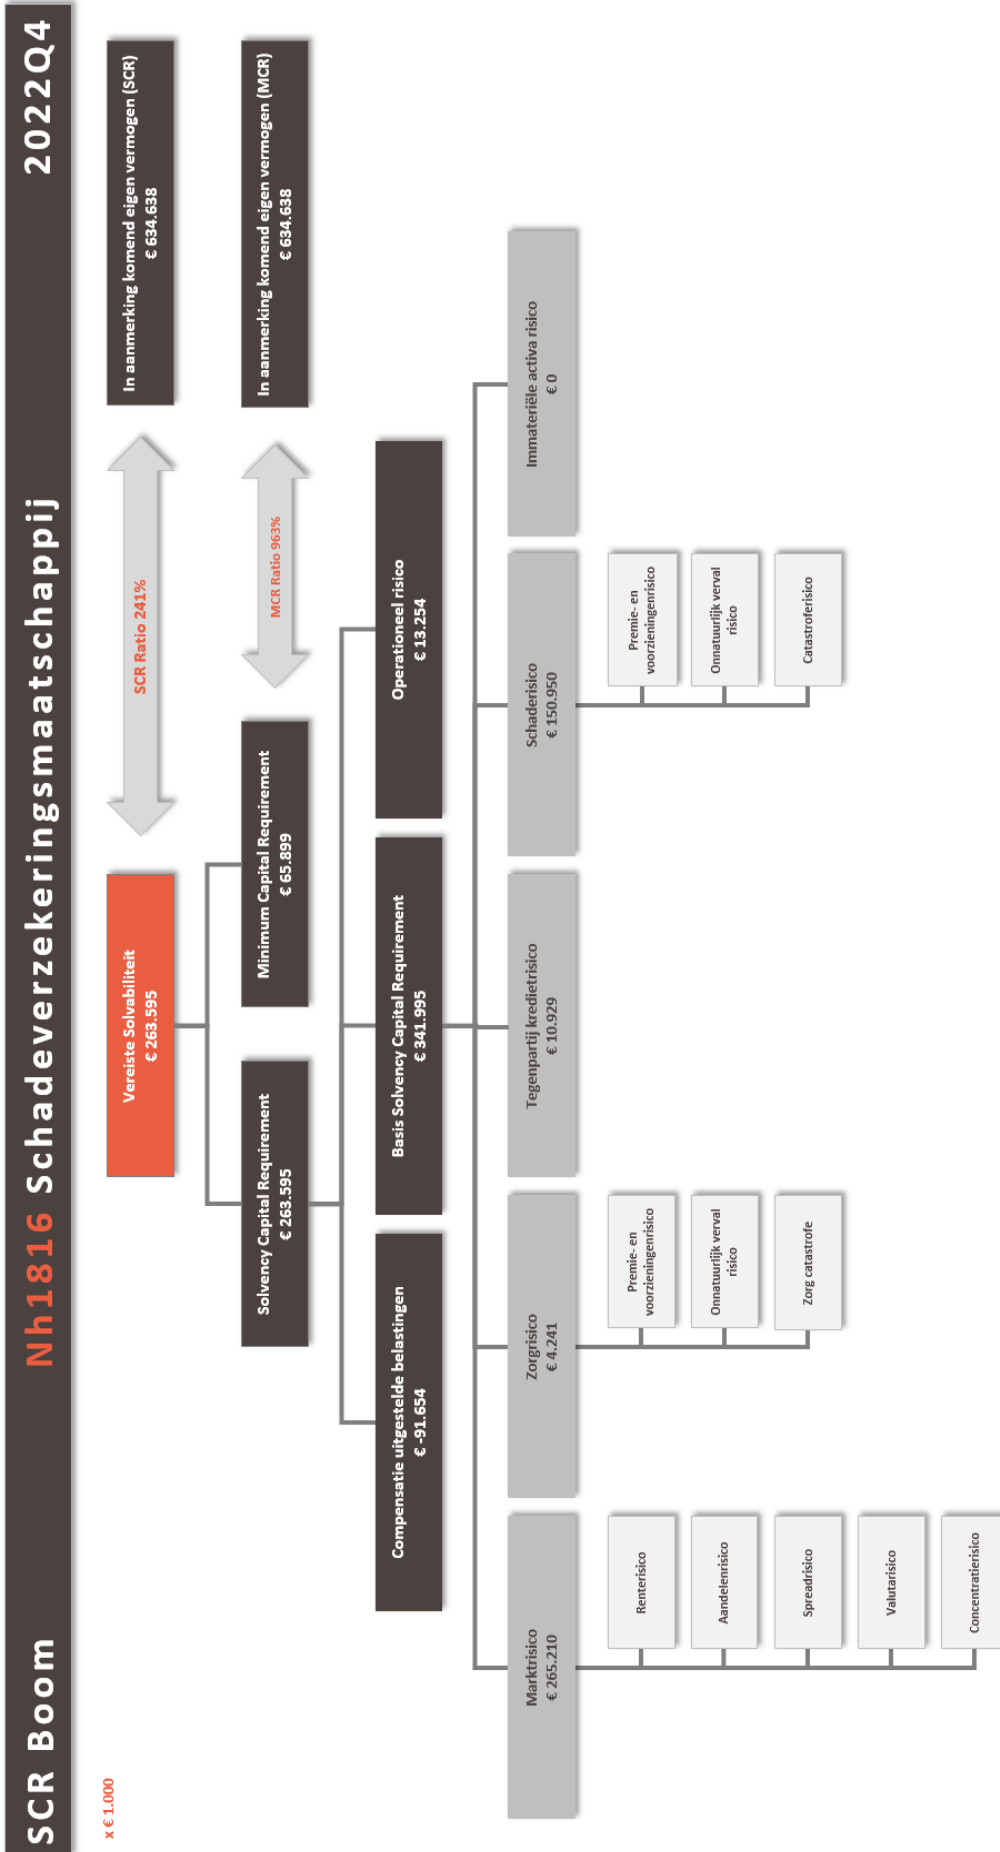 SCR Boom Nh1816 Schadeverzekeringsmaatschappij 2022Q4
x € 1.000
Vereiste Solvabiliteit
€ 263.595
SCR Ratio 241%
In aanmerking komend eigen vermogen (SCR)
€ 634.638
Solvency Capital Requirement
€ 263.595
Minimum Capital Requirement
€ 65.899
MCR Ratio 963%
In aanmerking komend eigen vermogen (MCR)
€ 634.638
Compensatie uitgestelde belastingen
€ -91.654
Basis Solvency Capital Requirement
€ 341.995
Operationeel risico
€ 13.254
Marktrisico
€ 265.210
Zorgrisico
€ 4.241
Tegenpartij kredietrisico
€ 10.929
Schaderisico
€ 150.950
Immateriële activa risico
€ 0
Renterisico
Aandelenrisico
Spreadrisico
Valutarisico
Concentratierisico
Premie- en
voorzieningenrisico
Onnatuurlijk verval
risico
Zorg catastrofe
Premie- en
voorzieningenrisico
Onnatuurlijk verval
risico
Catastroferisico